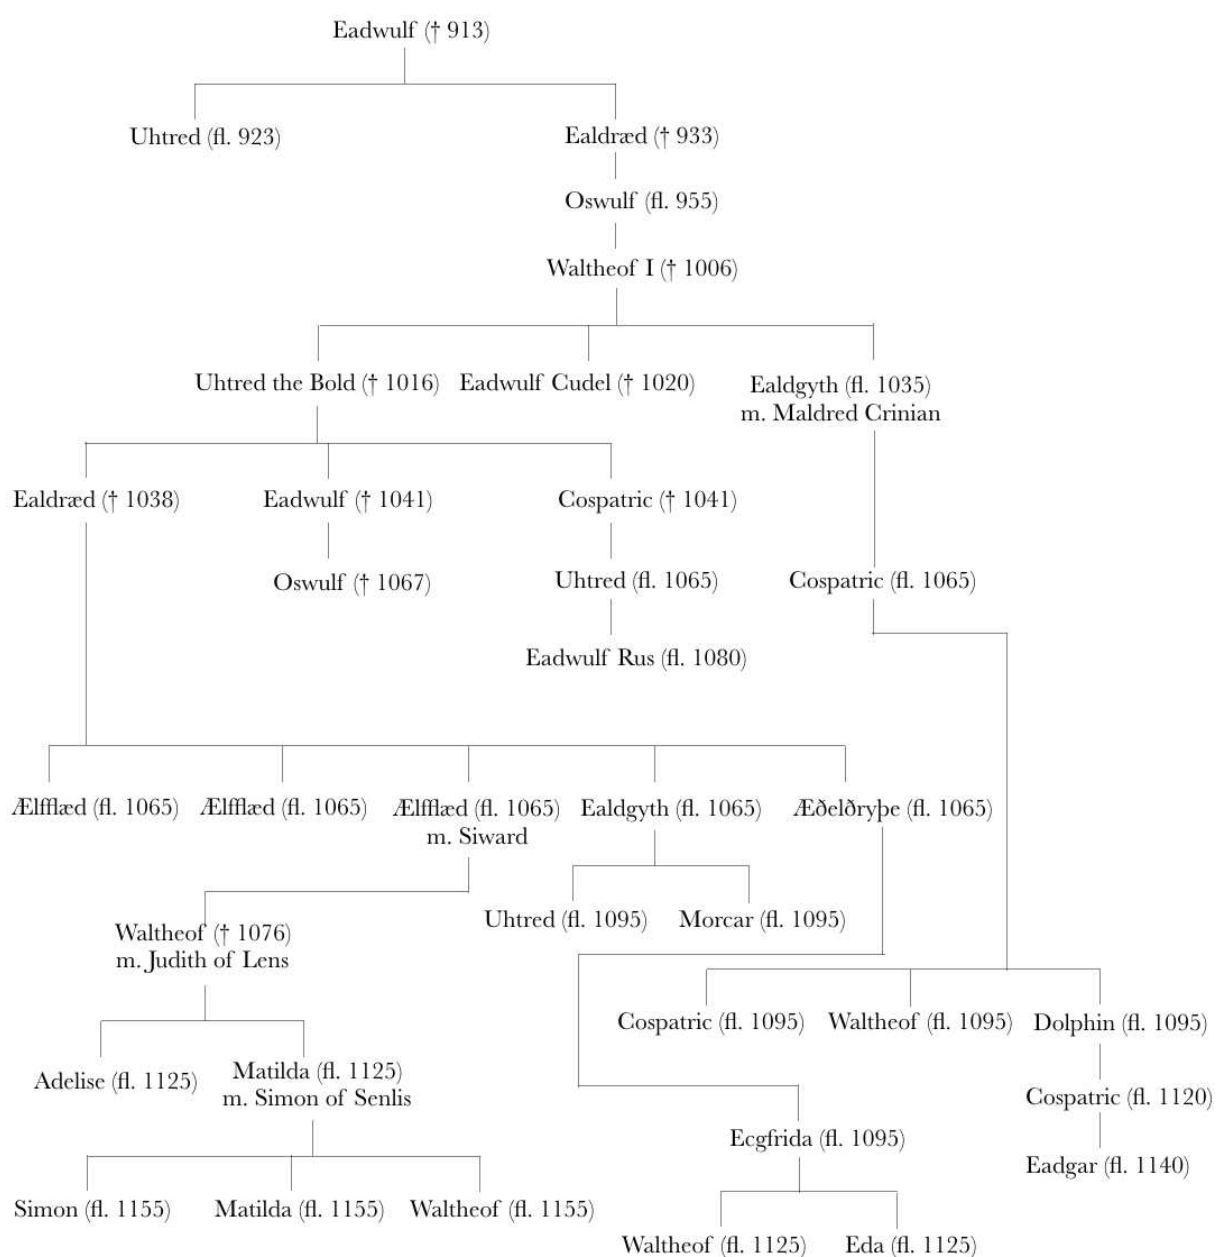 Eadwulf († 913)
Uhtred (fl. 923)
Ealdræd († 933)
Oswulf (fl. 955)
Waltheof I († 1006)
Uhtred the Bold († 1016)
Eadwulf Cudel († 1020)
Ealdgyth (fl. 1035)
m. Maldred Crinian
Ealdræd († 1038)
Eadwulf († 1041)
Cospatric († 1041)
Oswulf († 1067)
Uhtred (fl. 1065)
Cospatric (fl. 1065)
Eadwulf Rus (fl. 1080)
Ælfflæd (fl. 1065)
Ælfflæd (fl. 1065)
Ælfflæd (fl. 1065)
m. Siward
Ealdgyth (fl. 1065)
Æðelðryþe (fl. 1065)
Uhtred (fl. 1095)
Morcar (fl. 1095)
Waltheof († 1076)
m. Judith of Lens
Cospatric (fl. 1095)
Waltheof (fl. 1095)
Dolphin (fl. 1095)
Adelise (fl. 1125)
Matilda (fl. 1125)
m. Simon of Senlis
Cospatric (fl. 1120)
Ecgfrida (fl. 1095)
Eadgar (fl. 1140)
Simon (fl. 1155)
Matilda (fl. 1155)
Waltheof (fl. 1155)
Waltheof (fl. 1125)
Eda (fl. 1125)